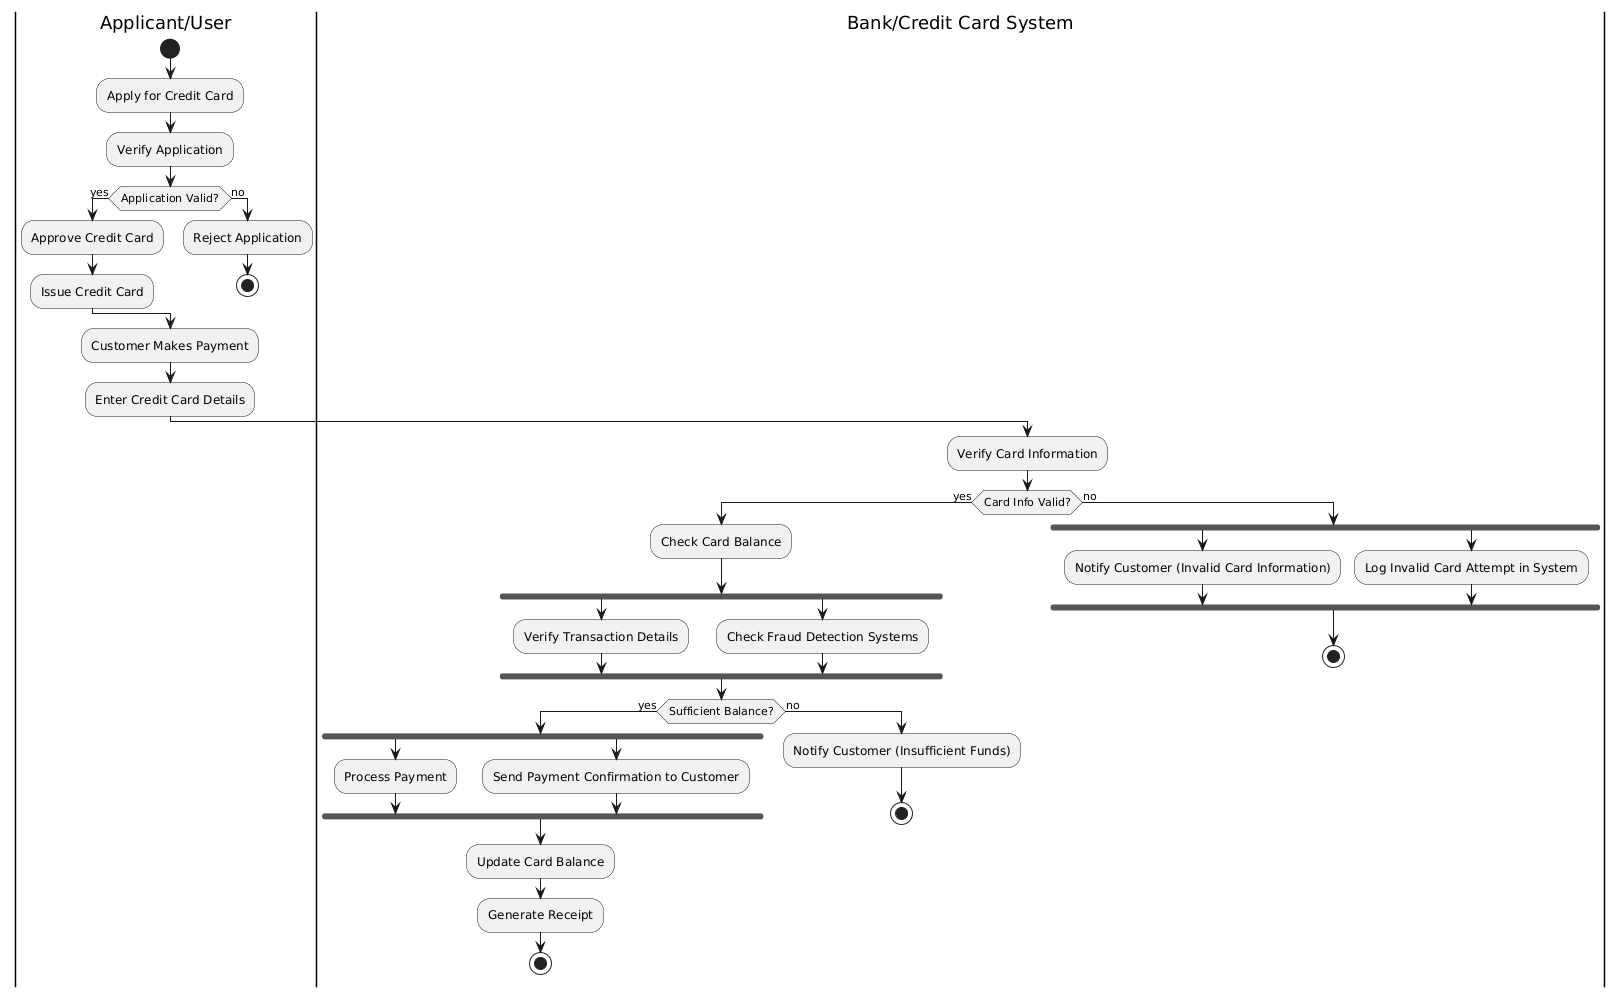 Applicant/User
Bank/Credit Card System
Apply for Credit Card
Verify Application
yes
Application Valid?
no
Approve Credit Card
Reject Application
Issue Credit Card
Customer Makes Payment
Enter Credit Card Details
Verify Card Information
yes
Card Info Valid?
no
Check Card Balance
Notify Customer (Invalid Card Information)
Log Invalid Card Attempt in System
Verify Transaction Details
Check Fraud Detection Systems
yes
Sufficient Balance?
no
Process Payment
Send Payment Confirmation to Customer
Notify Customer (Insufficient Funds)
Update Card Balance
Generate Receipt